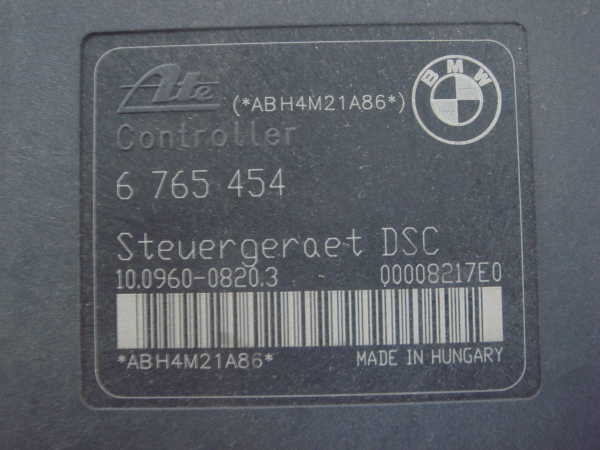 Ate (*ABH4M21A86*) BMW
Controller
6 765 454
Steuergeraet DSC
10.0960-0820.3 00008217E0
*ABH4M21A86* MADE IN HUNGARY